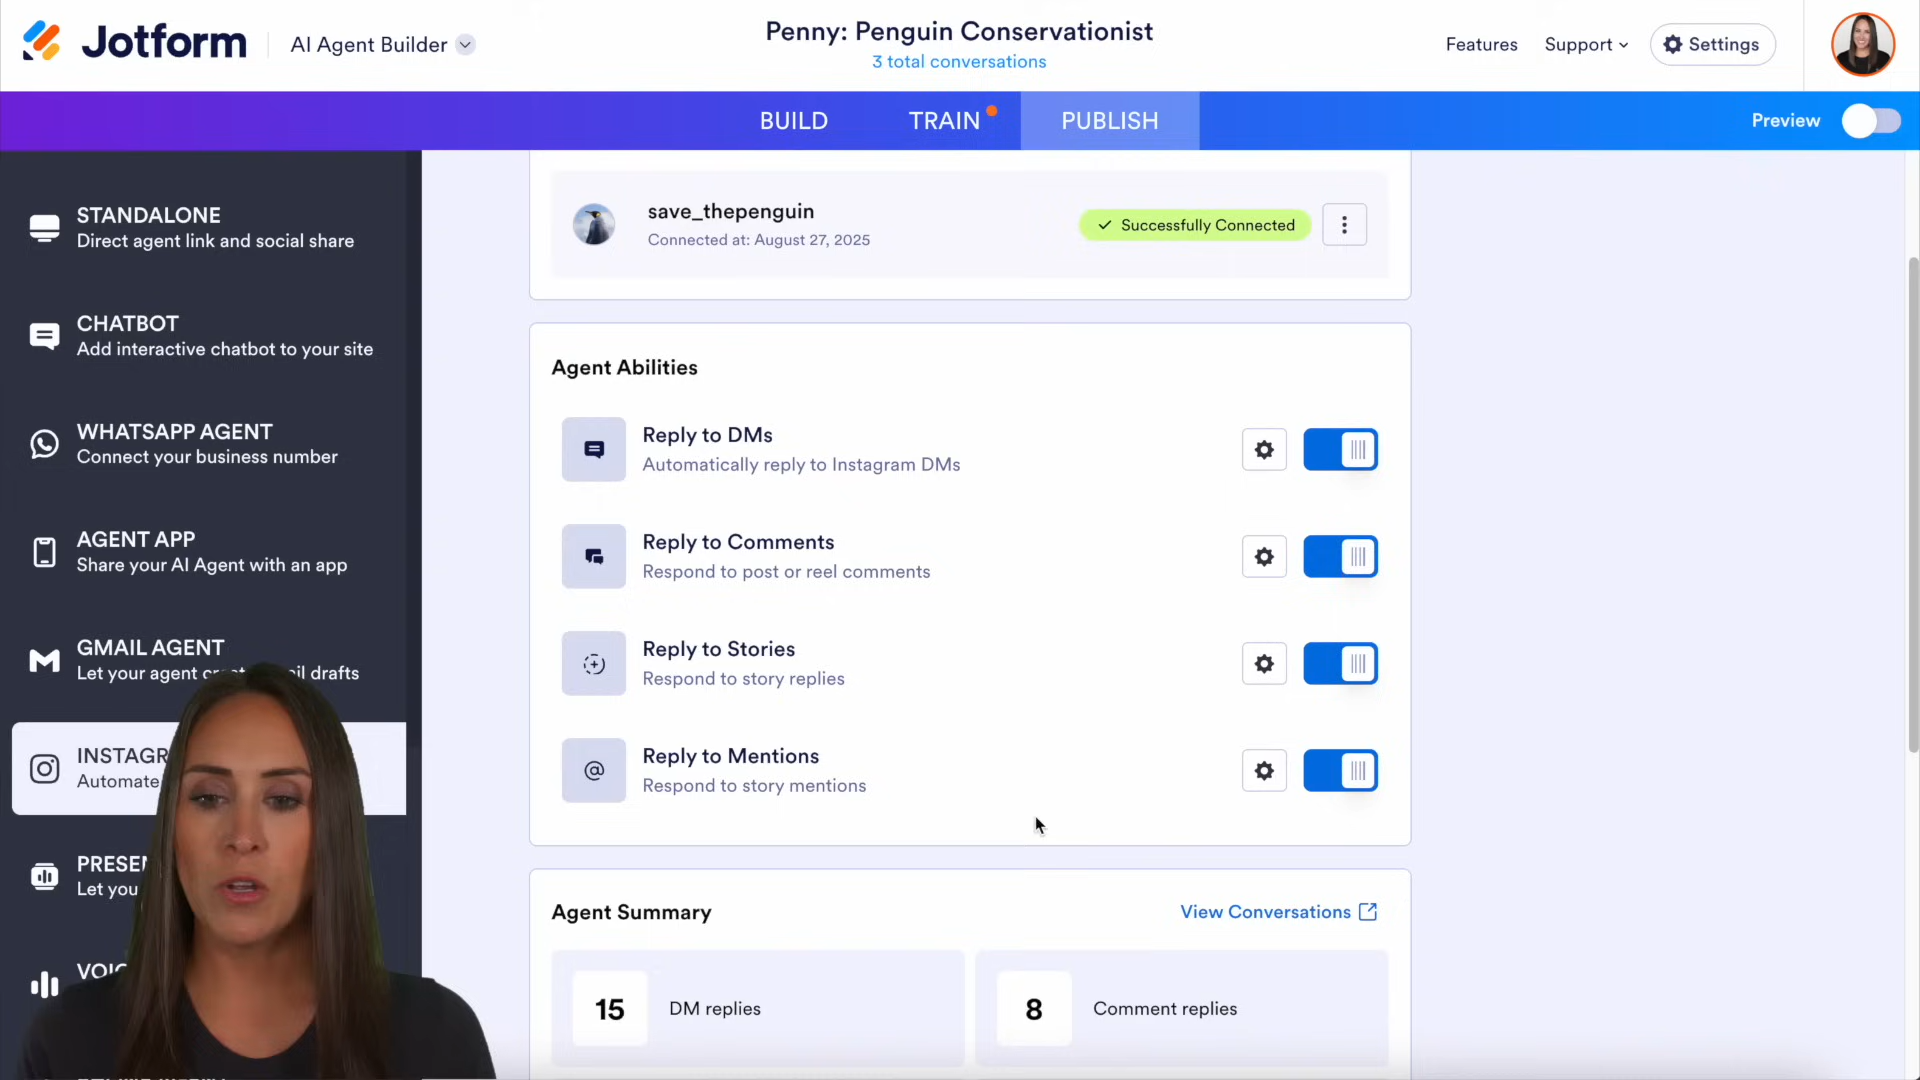 Jotform
AI Agent Builder
Penny: Penguin Conservationist
3 total conversations
Features
Support
Settings
BUILD
TRAIN
PUBLISH
Preview
STANDALONE
Direct agent link and social share
CHATBOT
Add interactive chatbot to your site
WHATSAPP AGENT
Connect your business number
AGENT APP
Share your AI Agent with an app
GMAIL AGENT
Let your agent
drafts
Automate
Let you
save_thepenguin
Connected at: August 27, 2025
Successfully Connected
Agent Abilities
Reply to DMs
Automatically reply to Instagram DMs
Reply to Comments
Respond to post or reel comments
Reply to Stories
Respond to story replies
Reply to Mentions
Respond to story mentions
Agent Summary
View Conversations
15
DM replies
8
Comment replies